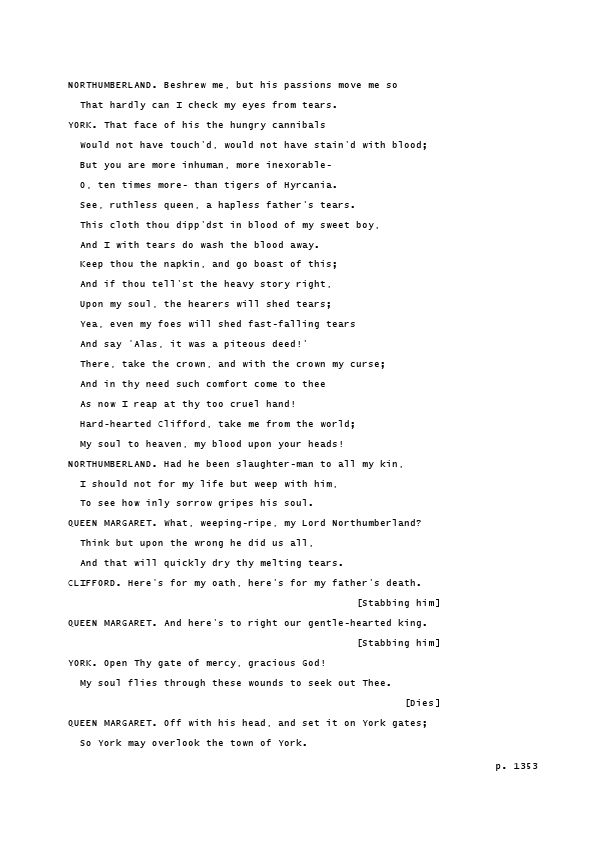 NORTHUMBERLAND. Beshrew me, but his passions move me so
That hardly can I check my eyes from tears.
YORK. That face of his the hungry cannibals
Would not have touch'd, would not have stain'd with blood;
But you are more inhuman, more inexorable-
O, ten times more- than tigers of Hyrcania.
See, ruthless queen, a hapless father's tears.
This cloth thou dipp'dst in blood of my sweet boy,
And I with tears do wash the blood away.
Keep thou the napkin, and go boast of this;
And if thou tell'st the heavy story right,
Upon my soul, the hearers will shed tears;
Yea, even my foes will shed fast-falling tears
And say 'Alas, it was a piteous deed!'
There, take the crown, and with the crown my curse;
And in thy need such comfort come to thee
As now I reap at thy too cruel hand!
Hard-hearted Clifford, take me from the world;
My soul to heaven, my blood upon your heads!
NORTHUMBERLAND. Had he been slaughter-man to all my kin,
I should not for my life but weep with him,
To see how inly sorrow gripes his soul.
QUEEN MARGARET. What, weeping-ripe, my Lord Northumberland?
Think but upon the wrong he did us all,
And that will quickly dry thy melting tears.
CLIFFORD. Here's for my oath, here's for my father's death.
[Stabbing him]
QUEEN MARGARET. And here's to right our gentle-hearted king.
[Stabbing him]
YORK. Open Thy gate of mercy, gracious God!
My soul flies through these wounds to seek out Thee.
[Dies]
QUEEN MARGARET. Off with his head, and set it on York gates;
So York may overlook the town of York.
p. 1353